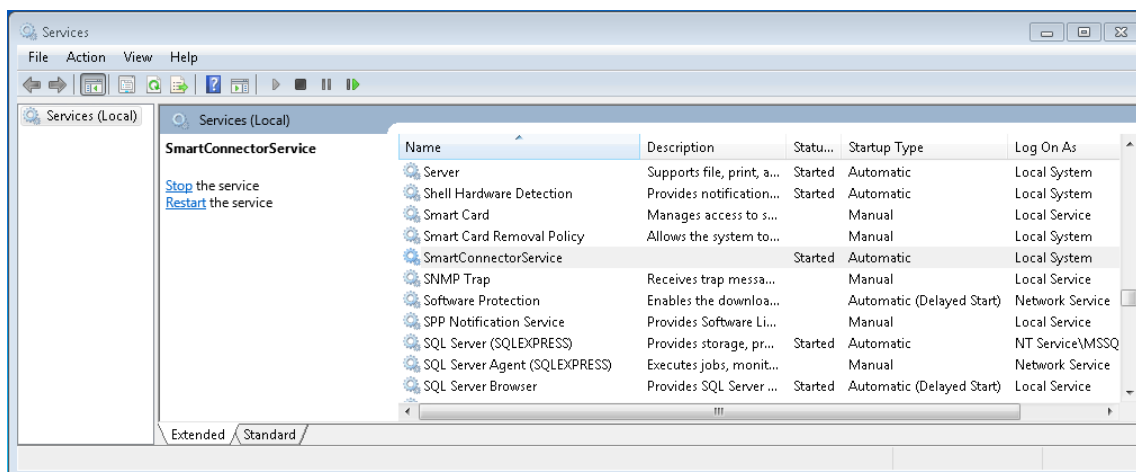 Services
File Action View Help
Services (Local)
Services (Local)
SmartConnectorService
Stop the service
Restart the service
Name Description Statu... Startup Type Log On As
Server Supports file, print, a... Started Automatic Local System
Shell Hardware Detection Provides notification... Started Automatic Local System
Smart Card Manages access to s... Manual Local Service
Smart Card Removal Policy Allows the system to... Manual Local System
SmartConnectorService Started Automatic Local System
SNMP Trap Receives trap messa... Manual Local Service
Software Protection Enables the downloa... Automatic (Delayed Start) Network Service
SPP Notification Service Provides Software Li... Manual Local Service
SQL Server (SQLEXPRESS) Provides storage, pr... Started Automatic NT Service\MSSQ
SQL Server Agent (SQLEXPRESS) Executes jobs, monit... Manual Network Service
SQL Server Browser Provides SQL Server ... Started Automatic (Delayed Start) Local Service
Extended Standard